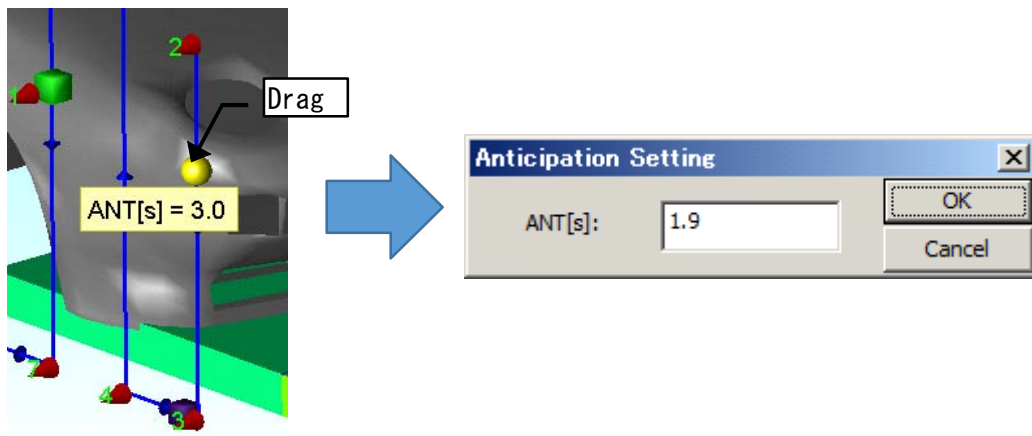 2
1
Drag
ANT[s] = 3.0
7
4
3
Anticipation Setting
ANT[s]:
1.9
OK
Cancel